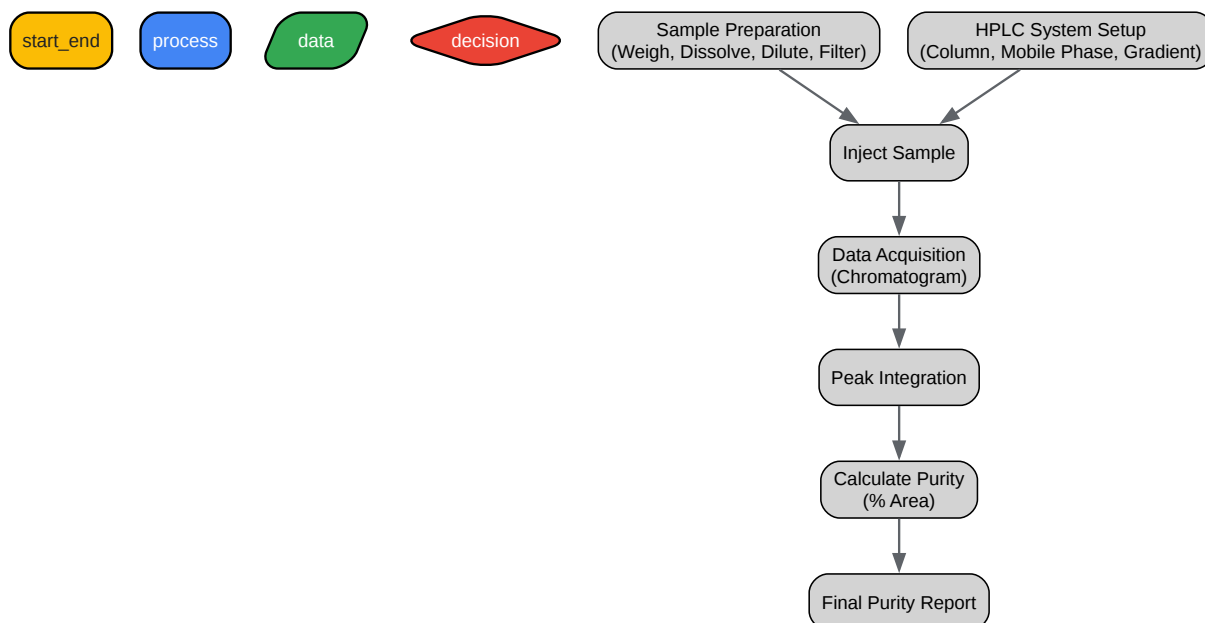 start_end
process
data
decision
Sample Preparation
(Weigh, Dissolve, Dilute, Filter)
HPLC System Setup
(Column, Mobile Phase, Gradient)
Inject Sample
Data Acquisition
(Chromatogram)
Peak Integration
Calculate Purity
(% Area)
Final Purity Report